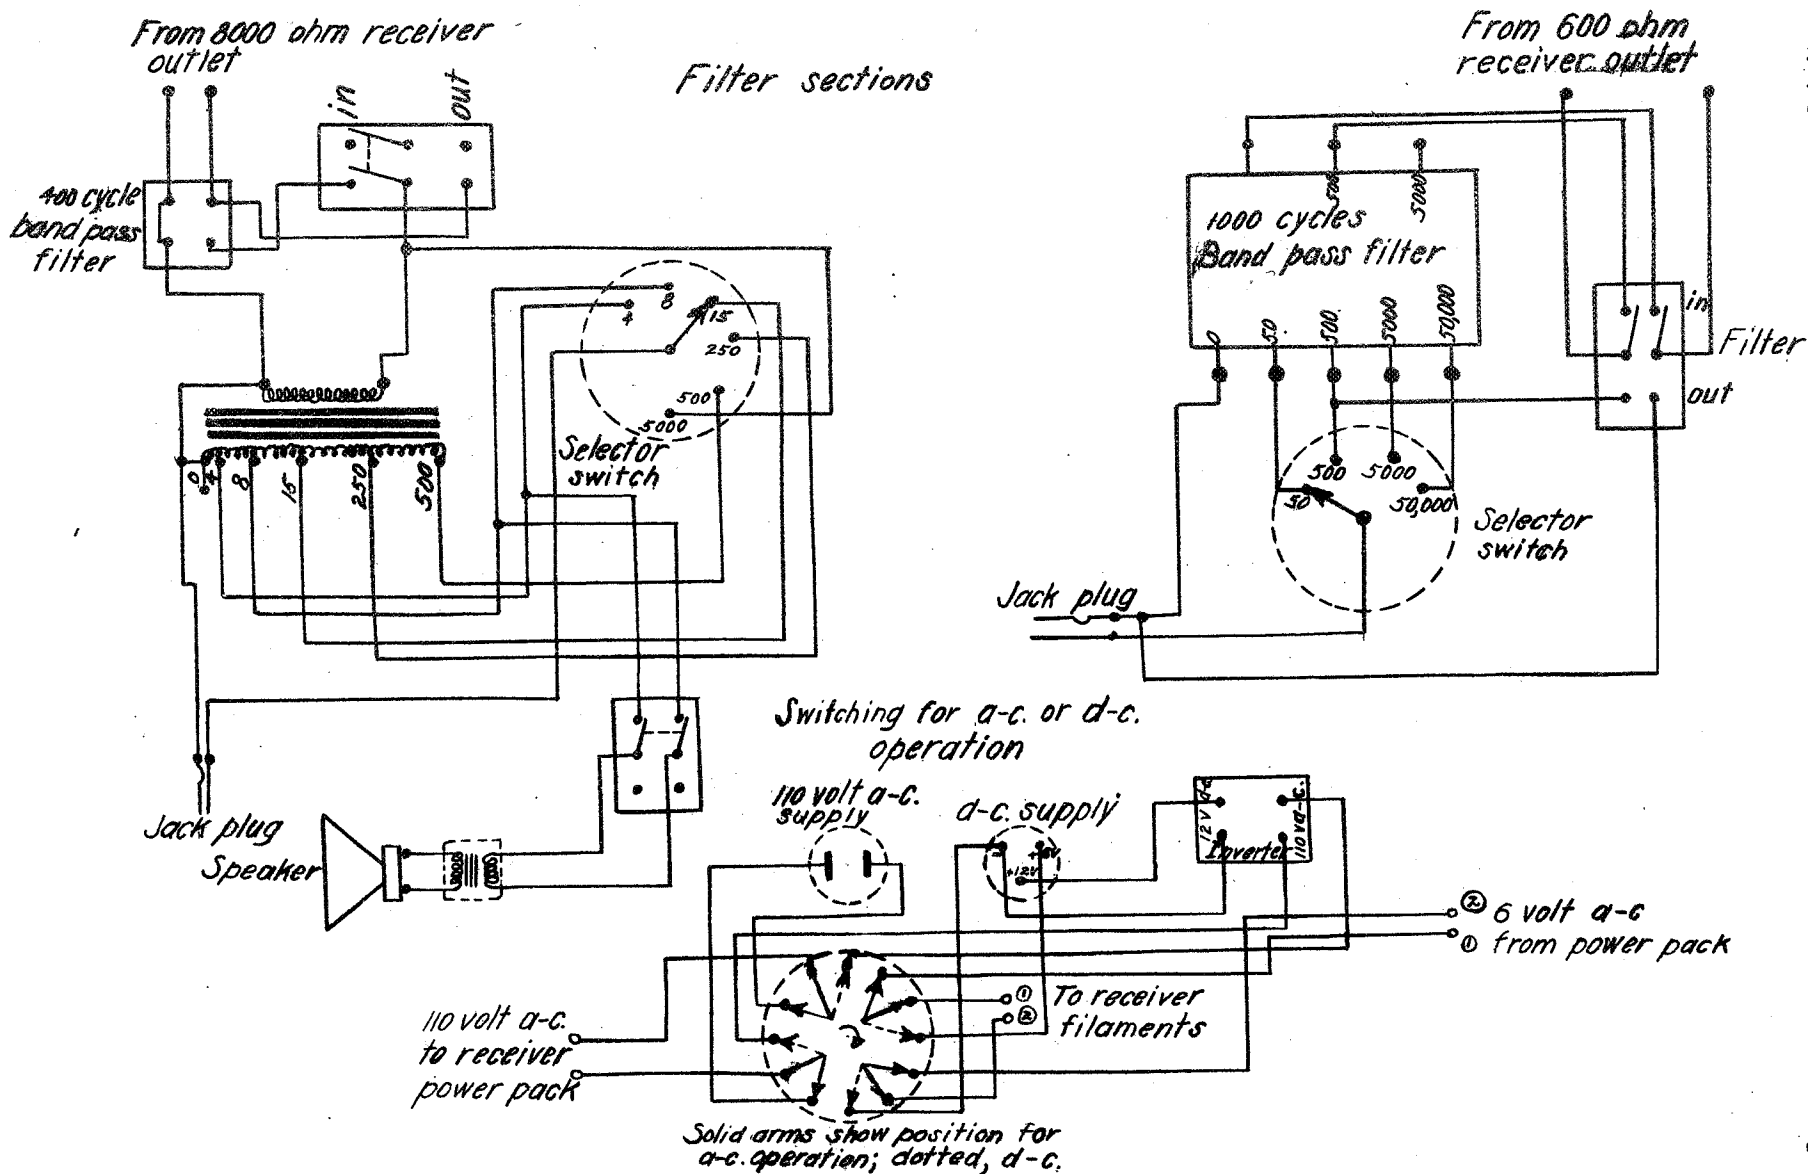 From 8000 ohm receiver
outlet
in
out
Filter sections
From 600 ohm
receiver outlet
400 cycle
band pass
filter
500
5000
1000 cycles
Band pass filter
0
50
500
5000
50,000
in
Filter
out
8
4
15
250
500
5000
Selector
switch
0
4
8
15
250
500
500
5000
50
50,000
Selector
switch
Jack plug
Switching for a-c. or d-c.
operation
110 volt a-c.
supply
d-c. supply
-
+6V
+12V
12V d-c
110V a-c.
Inverter
Jack plug
Speaker
② 6 volt a-c
① from power pack
① To receiver
② filaments
110 volt a-c.
to receiver
power pack
Solid arms show position for
a-c. operation; dotted, d-c.